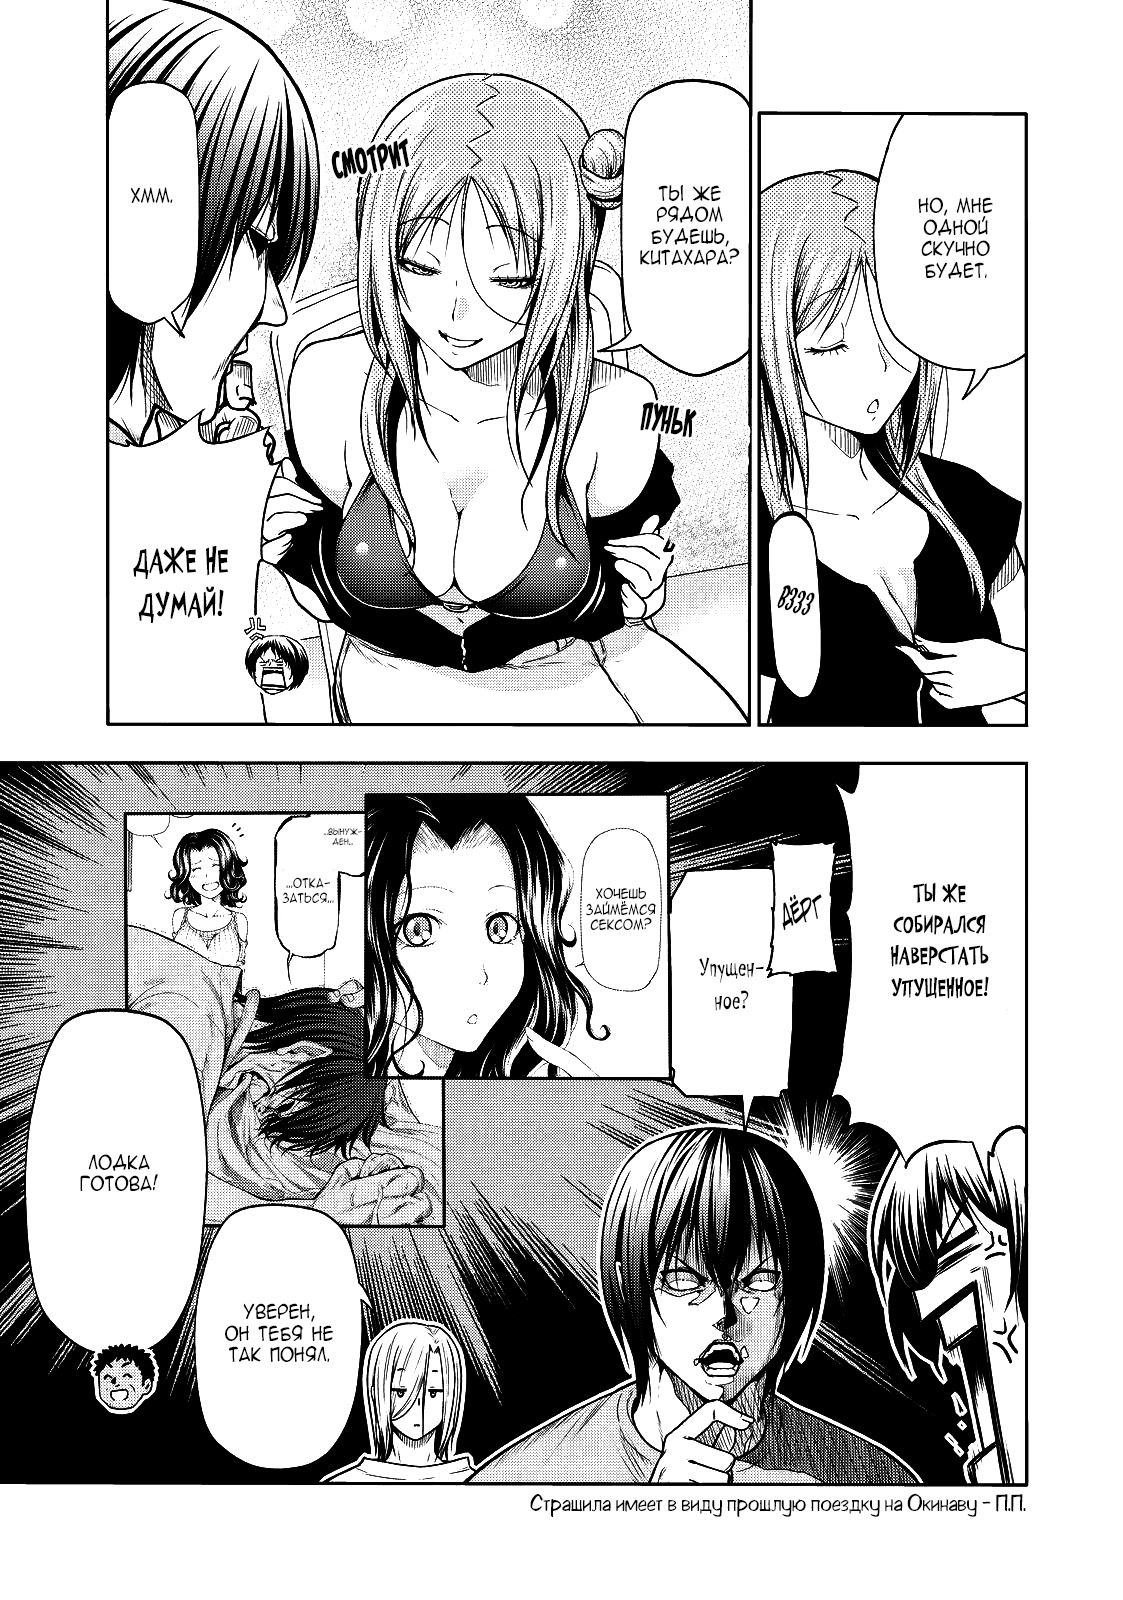 НО, МНЕ
ОДНОЙ
СКУЧНО
БУДЕТ.
ВЗЗЗ
ТЫ ЖЕ
РЯДОМ
БУДЕШЬ,
КИТАХАРА?
СМОТРИТ
ПУНЬК
ХММ.
ДАЖЕ НЕ
ДУМАЙ!
ТЫ ЖЕ
СОБИРАЛСЯ
НАВЕРСТАТЬ
УПУЩЕННОЕ!
ДЁРГ
Упущен-
ное?
ХОЧЕШЬ
ЗАЙМЁМСЯ
СЕКСОМ?
..ВЫНУЖ-
ДЕН..
...ОТКА-
ЗАТЬСЯ...
УВЕРЕН,
ОН ТЕБЯ НЕ
ТАК ПОНЯЛ.
ЛОДКА
ГОТОВА!
Страшила имеет в виду прошлую поездку на Окинаву - П.П.